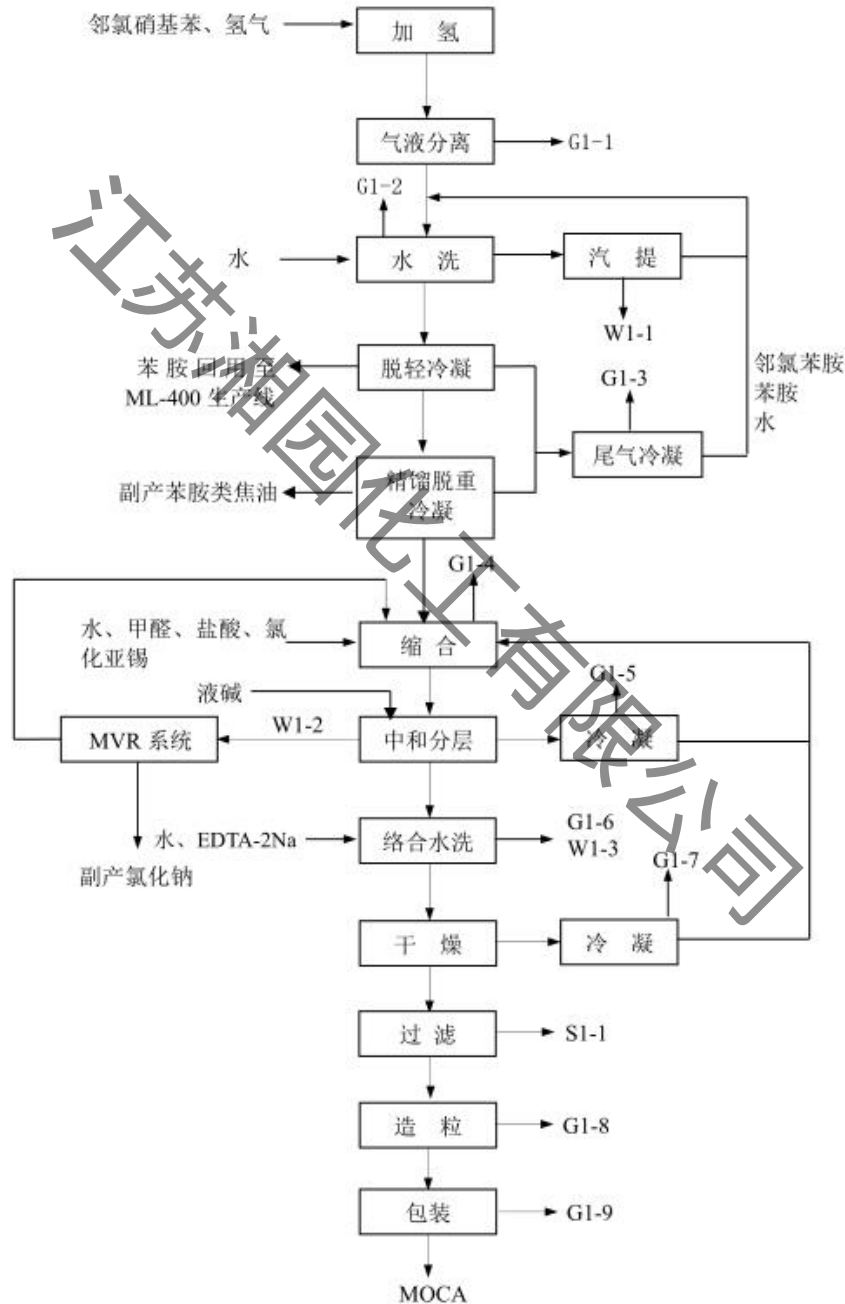 邻氯硝基苯、氢气
加 氢
气液分离
G1-1
G1-2
水
水 洗
汽 提
W1-1
苯胺回用至
ML-400 生产线
脱轻冷凝
G1-3
邻氯苯胺
苯胺
水
尾气冷凝
副产苯胺类焦油
精馏脱重
冷凝
G1-4
水、甲醛、盐酸、氯
化亚锡
缩 合
液碱
G1-5
MVR 系统
W1-2
中和分层
冷 凝
水、EDTA-2Na
络合水洗
G1-6
W1-3
副产氯化钠
G1-7
干 燥
冷 凝
过 滤
S1-1
造 粒
G1-8
包装
G1-9
MOCA
江苏湘园化工有限公司